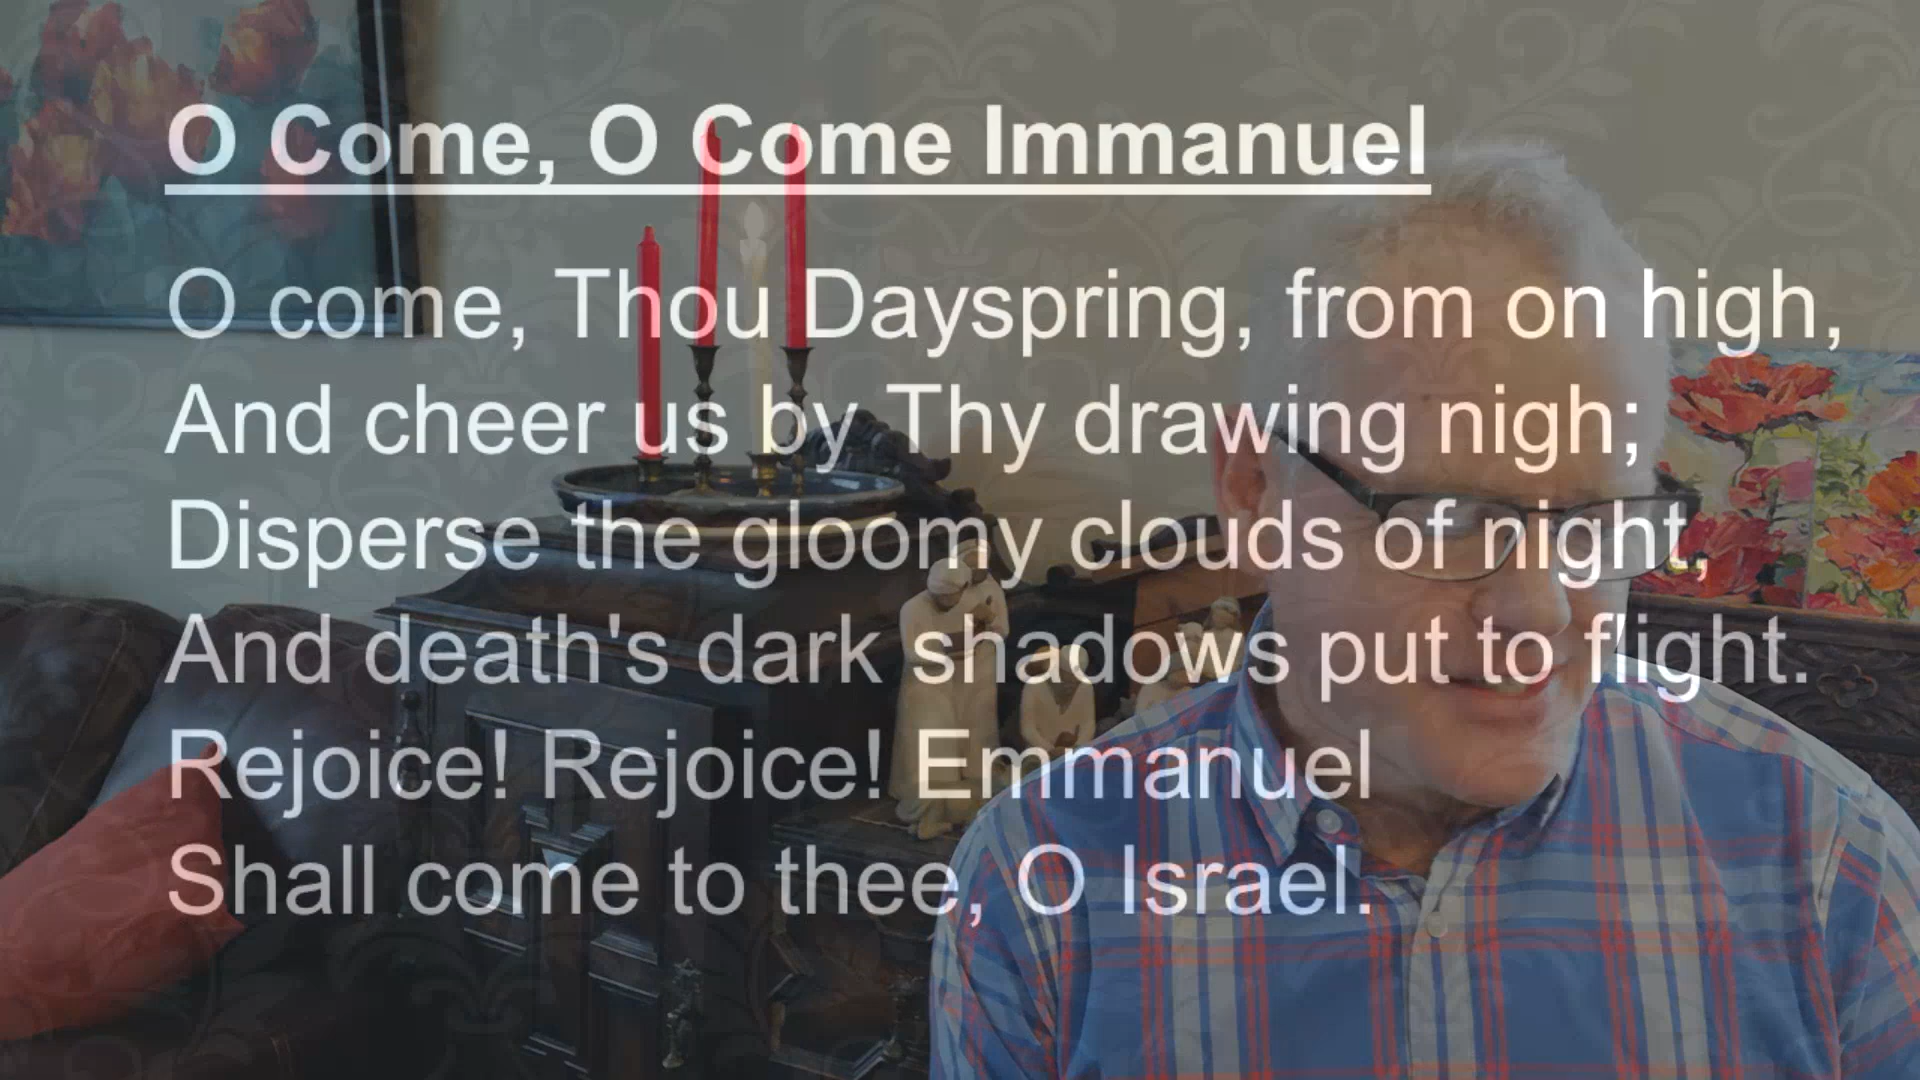 O Come, O Come Immanuel
O come, Thou Dayspring, from on high,
And cheer us by Thy drawing nigh;
Disperse the gloomy clouds of night,
And death's dark shadows put to flight.
Rejoice! Rejoice! Emmanuel
Shall come to thee, O Israel.